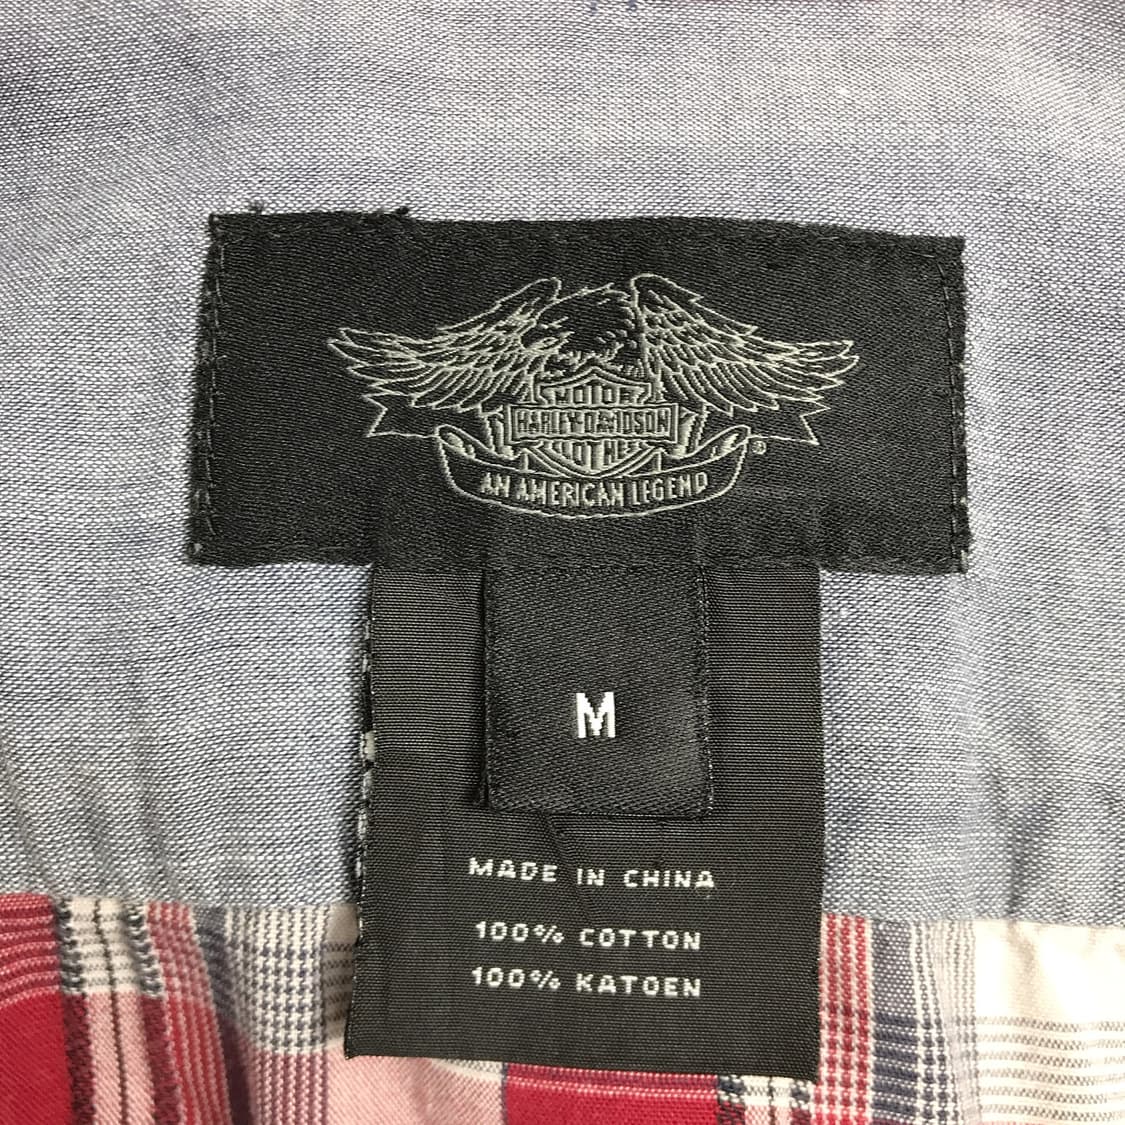 MOTOR
HARLEY-DAVIDSON
CLOTHES
AN AMERICAN LEGEND
®
M
MADE IN CHINA
100% COTTON
100% KATOEN